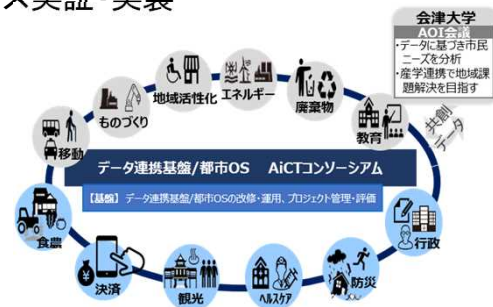 ス実証・実装
会津大学
AOI会議
・データに基づき市民
ニーズを分析
・産学連携で地域課
題解決を目指す
共創
データ
地域活性化
エネルギー
廃棄物
ものづくり
教育
移動
データ連携基盤/都市OS AiCTコンソーシアム
【基盤】データ連携基盤/都市OSの改修・運用、プロジェクト管理・評価
食農
行政
決済
観光
ヘルスケア
防災